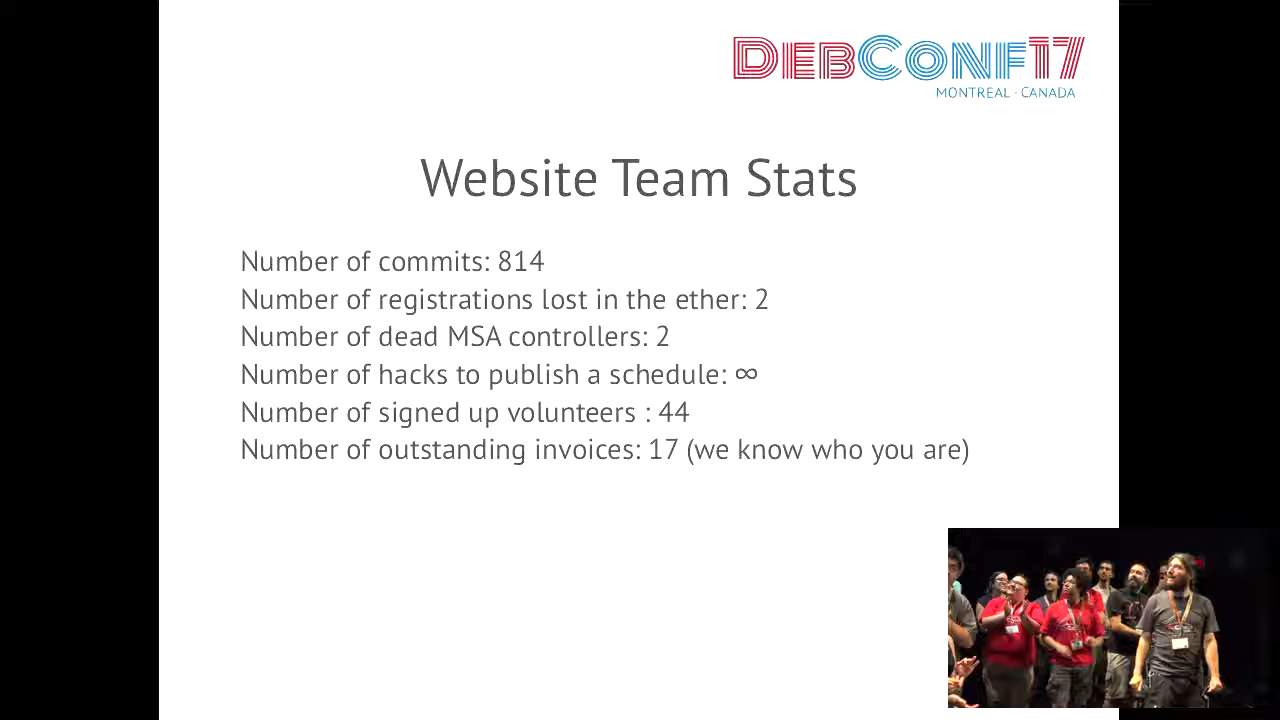 DEBCONF17
MONTREAL · CANADA
Website Team Stats
Number of commits: 814
Number of registrations lost in the ether: 2
Number of dead MSA controllers: 2
Number of hacks to publish a schedule: ∞
Number of signed up volunteers : 44
Number of outstanding invoices: 17 (we know who you are)